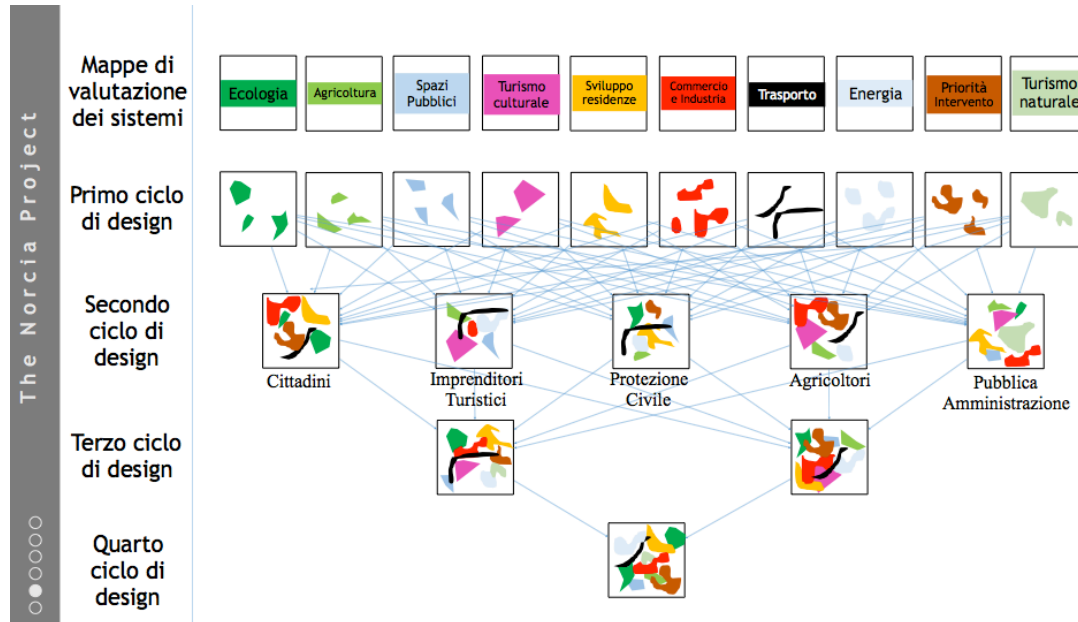 The Norcia Project
Mappe di
valutazione
dei sistemi
Ecologia
Agricoltura
Spazi
Pubblici
Turismo
culturale
Sviluppo
residenze
Commercio
e Industria
Trasporto
Energia
Priorità
Intervento
Turismo
naturale
Primo ciclo
di design
Secondo
ciclo di
design
Cittadini
Imprenditori
Turistici
Protezione
Civile
Agricoltori
Pubblica
Amministrazione
Terzo ciclo
di design
Quarto
ciclo di
design